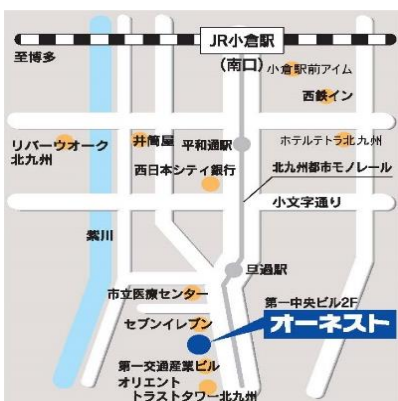 JR小倉駅
(南口)
至博多
小倉駅前アイム
西鉄イン
リバーウオーク
北九州
井筒屋
平和通駅
ホテルテトラ北九州
西日本シティ銀行
北九州都市モノレール
小文字通り
紫川
旦過駅
市立医療センター
第一中央ビル2F
セブンイレブン
オーネスト
第一交通産業ビル
オリエント
トラストタワー北九州